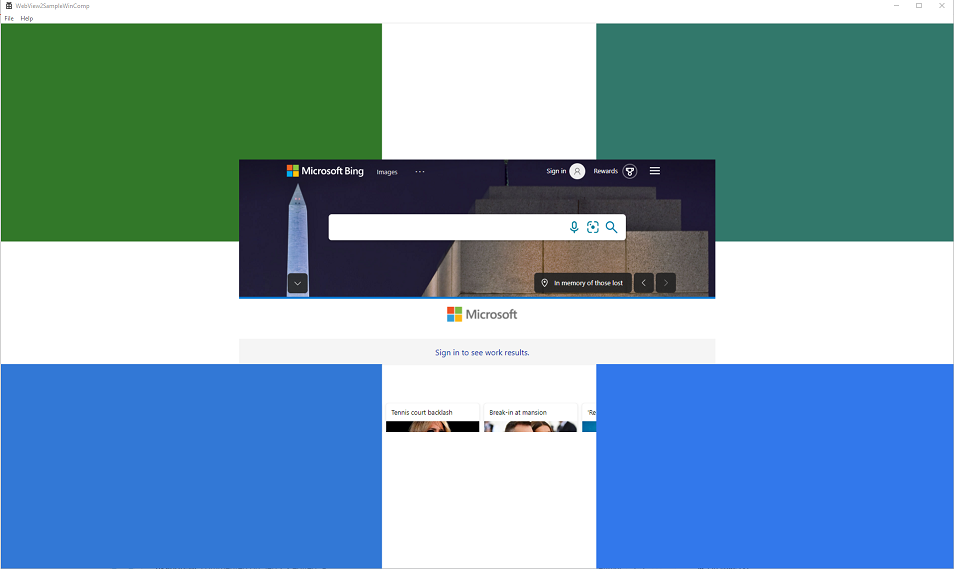 WebView2SampleWinComp
File Help
Microsoft Bing Images ··· Sign in Rewards
In memory of those lost
Microsoft
Sign in to see work results.
Tennis court backlash Break-in at mansion 'Re